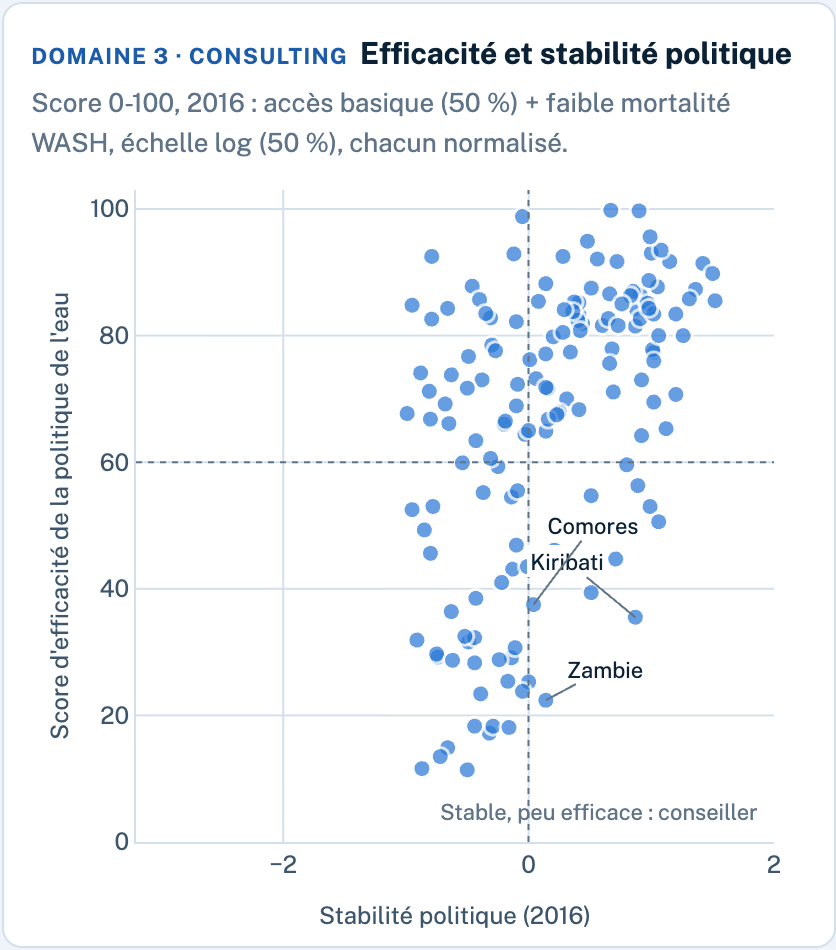 DOMAINE 3 · CONSULTING Efficacité et stabilité politique
Score 0-100, 2016 : accès basique (50 %) + faible mortalité
WASH, échelle log (50 %), chacun normalisé.
Score d'efficacité de la politique de l'eau
100
80
60
40
20
0
Comores
Kiribati
Zambie
Stable, peu efficace : conseiller
−2
0
2
Stabilité politique (2016)